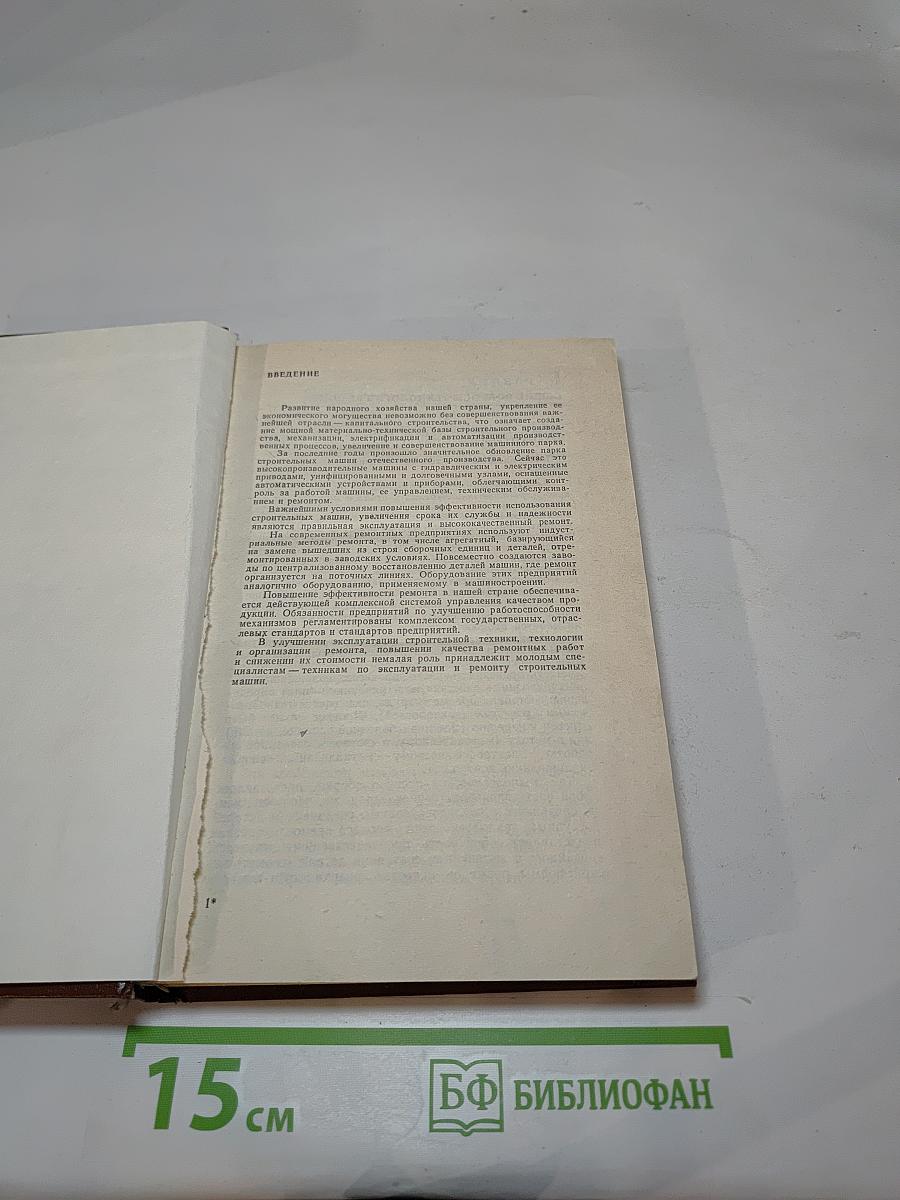 ВВЕДЕНИЕ
Развитие народного хозяйства нашей страны, укрепление ее
экономического могущества невозможно без совершенствования важ-
нейшей отрасли — капитального строительства, что означает созда-
ние мощной материально-технической базы строительного производ-
ства, механизации, электрификации и автоматизации производст-
венных процессов, увеличение и совершенствование машинного парка.
За последние годы произошло значительное обновление парка
строительных машин отечественного производства. Сейчас это
высокопроизводительные машины с гидравлическим и электрическим
приводами, унифицированными и долговечными узлами, оснащенные
автоматическими устройствами и приборами, облегчающими конт-
роль за работой машины, ее управлением, техническим обслужива-
нием и ремонтом.
Важнейшими условиями повышения эффективности использования
строительных машин, увеличения срока их службы и надежности
являются правильная эксплуатация и высококачественный ремонт.
На современных ремонтных предприятиях используют индуст-
риальные методы ремонта, в том числе агрегатный, базирующийся
на замене вышедших из строя сборочных единиц и деталей, отре-
монтированных в заводских условиях. Повсеместно создаются заво-
ды по централизованному восстановлению деталей машин, где ремонт
организуется на поточных линиях. Оборудование этих предприятий
аналогично оборудованию, применяемому в машиностроении.
Повышение эффективности ремонта в нашей стране обеспечива-
ется действующей комплексной системой управления качеством про-
дукции. Обязанности предприятий по улучшению работоспособности
механизмов регламентированы комплексом государственных, отрас-
левых стандартов и стандартов предприятий.
В улучшении эксплуатации строительной техники, технологии
и организации ремонта, повышении качества ремонтных работ
и снижении их стоимости немалая роль принадлежит молодым спе-
циалистам — техникам по эксплуатации и ремонту строительных
машин.
1*
15 см
БФ БИБЛИОФАН